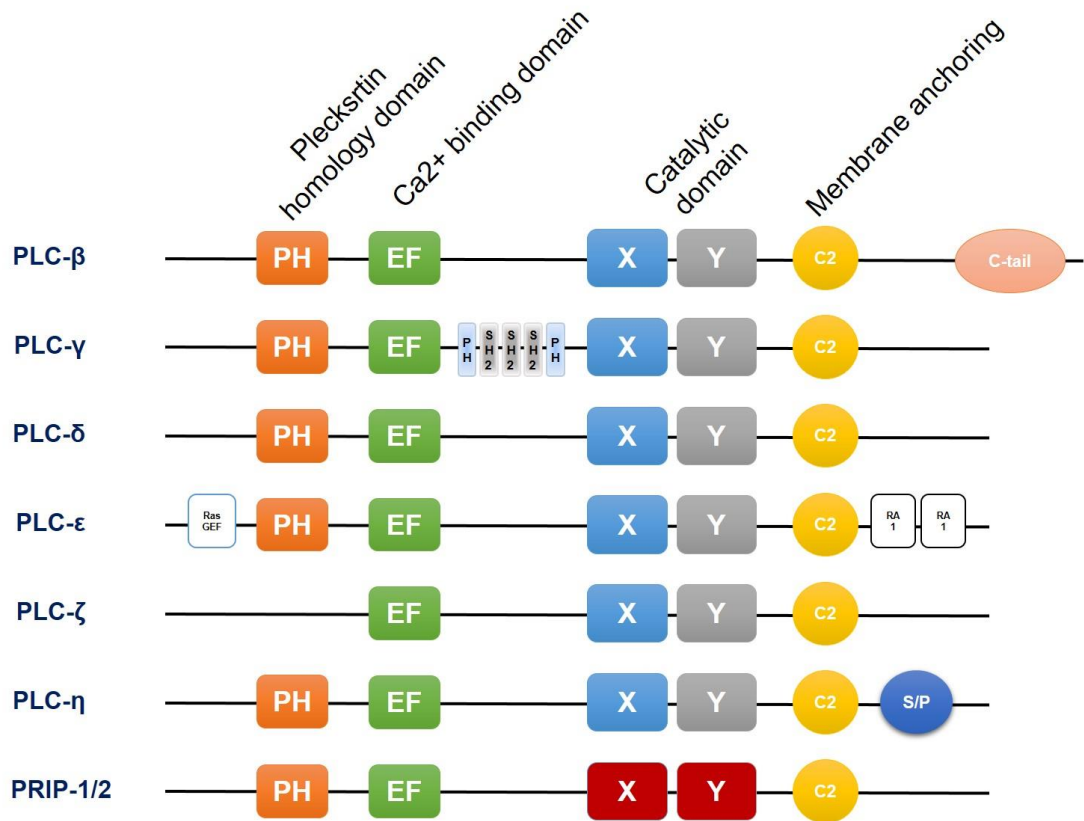 Plecksrtin
homology domain
Ca2+ binding domain
Catalytic
domain
Membrane anchoring
PLC-β PH EF X Y C2 C-tail
PLC-γ PH EF PH SH2 SH2 SH2 PH X Y C2
PLC-δ PH EF X Y C2
PLC-ε Ras GEF PH EF X Y C2 RA 1 RA 1
PLC-ζ EF X Y C2
PLC-η PH EF X Y C2 S/P
PRIP-1/2 PH EF X Y C2